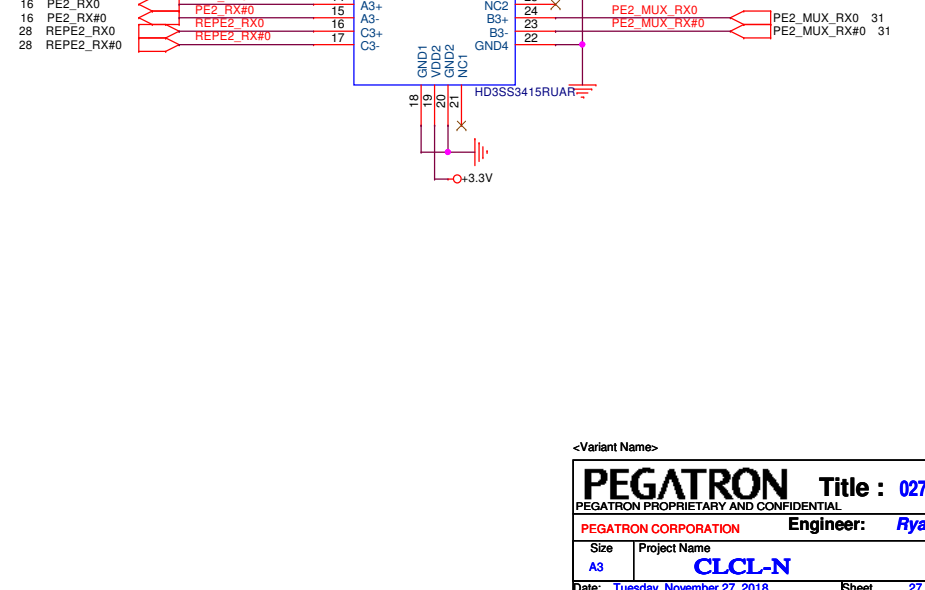 16 PE2_RX0 A3+ NC2
16 PE2_RX#0 PE2_RX#0 15 A3- B3+ 24 PE2_MUX_RX0 PE2_MUX_RX0 31
28 REPE2_RX0 REPE2_RX0 16 C3+ B3- 23 PE2_MUX_RX#0 PE2_MUX_RX#0 31
28 REPE2_RX#0 REPE2_RX#0 17 C3- GND4 22
GND1 VDD2 GND2 NC1
HD3SS3415RUAR
18 19 20 21
+3.3V
<Variant Name>
PEGATRON Title : 027
PEGATRON PROPRIETARY AND CONFIDENTIAL
PEGATRON CORPORATION Engineer: Rya
Size Project Name
A3 CLCL-N
Date: Tuesday, November 27, 2018 Sheet 27